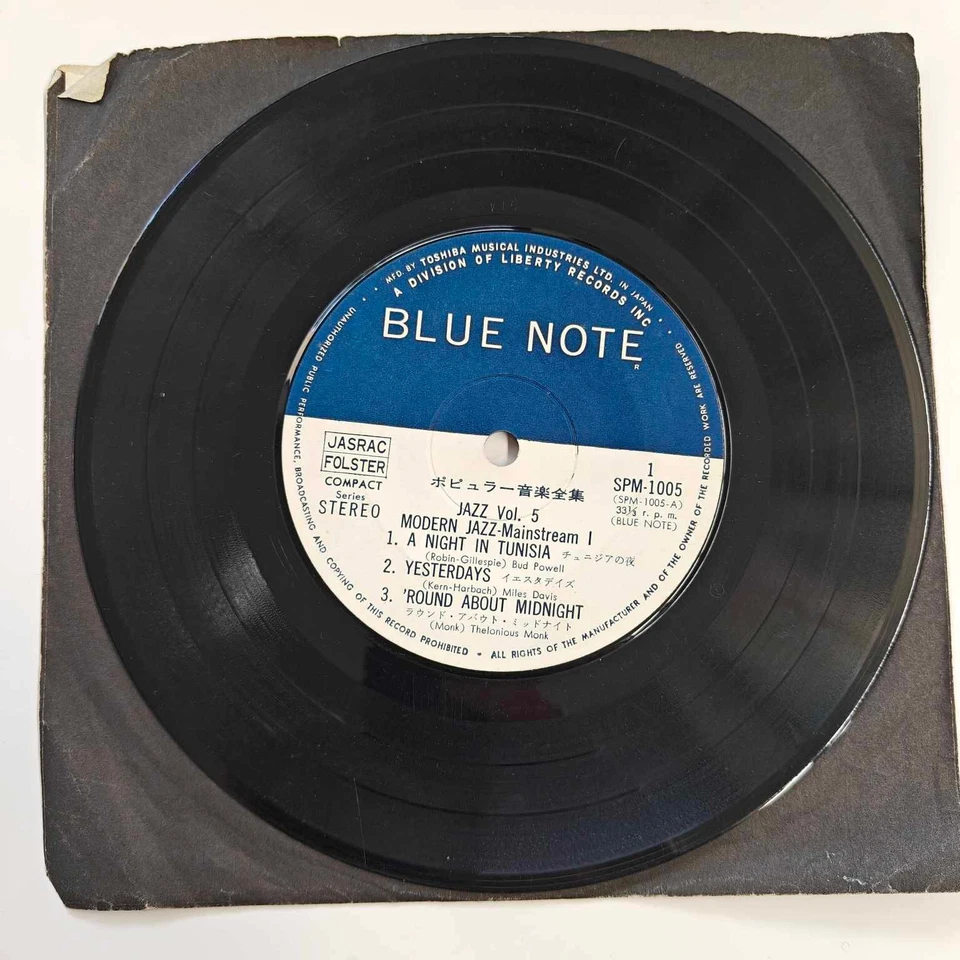 MFD. BY TOSHIBA MUSICAL INDUSTRIES LTD. IN JAPAN
A DIVISION OF LIBERTY RECORDS INC
BLUE NOTE
R
JASRAC
FOLSTER
COMPACT
Series
STEREO
1
SPM-1005
(SPM-1005-A)
33⅓ r. p. m.
(BLUE NOTE)
ポピュラー音楽全集
JAZZ Vol. 5
MODERN JAZZ-Mainstream I
1. A NIGHT IN TUNISIA チュニジアの夜
(Robin-Gillespie) Bud Powell
2. YESTERDAYS イエスタデイズ
(Kern-Harbach) Miles Davis
3. 'ROUND ABOUT MIDNIGHT
ラウンド・アバウト・ミッドナイト
(Monk) Thelonious Monk
UNAUTHORIZED PUBLIC PERFORMANCE, BROADCASTING AND COPYING OF THIS RECORD PROHIBITED • ALL RIGHTS OF THE MANUFACTURER AND OF THE OWNER OF THE RECORDED WORK ARE RESERVED